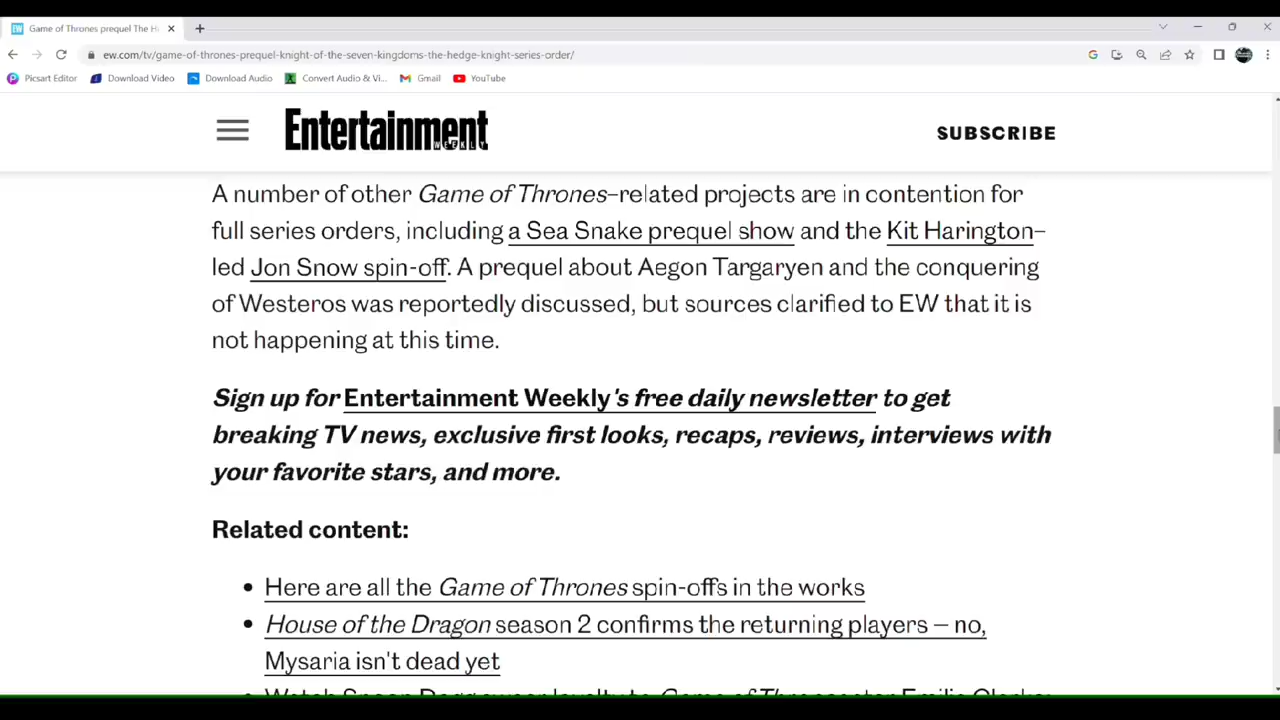 Game of Thrones prequel The H
ew.com/tv/game-of-thrones-prequel-knight-of-the-seven-kingdoms-the-hedge-knight-series-order/
Picsart Editor Download Video Download Audio Convert Audio & Vi... Gmail YouTube
Entertainment
WEEKLY
SUBSCRIBE
A number of other Game of Thrones–related projects are in contention for
full series orders, including a Sea Snake prequel show and the Kit Harington–
led Jon Snow spin-off. A prequel about Aegon Targaryen and the conquering
of Westeros was reportedly discussed, but sources clarified to EW that it is
not happening at this time.
Sign up for Entertainment Weekly's free daily newsletter to get
breaking TV news, exclusive first looks, recaps, reviews, interviews with
your favorite stars, and more.
Related content:
Here are all the Game of Thrones spin-offs in the works
House of the Dragon season 2 confirms the returning players — no,
Mysaria isn't dead yet